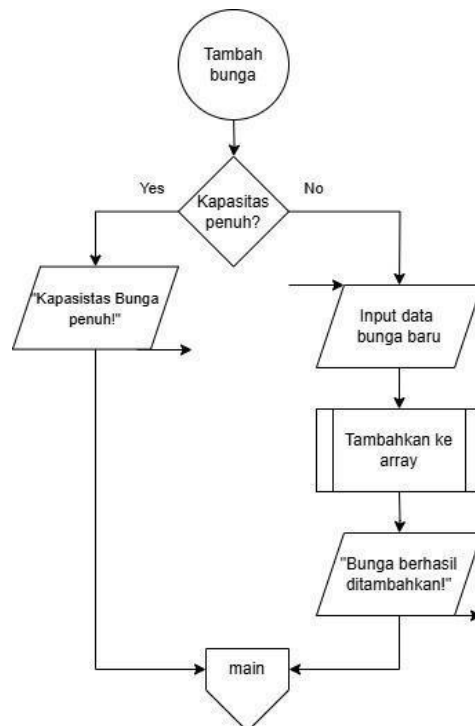 Tambah
bunga
Yes
No
Kapasitas
penuh?
"Kapasistas Bunga
penuh!"
Input data
bunga baru
Tambahkan ke
array
"Bunga berhasil
ditambahkan!"
main